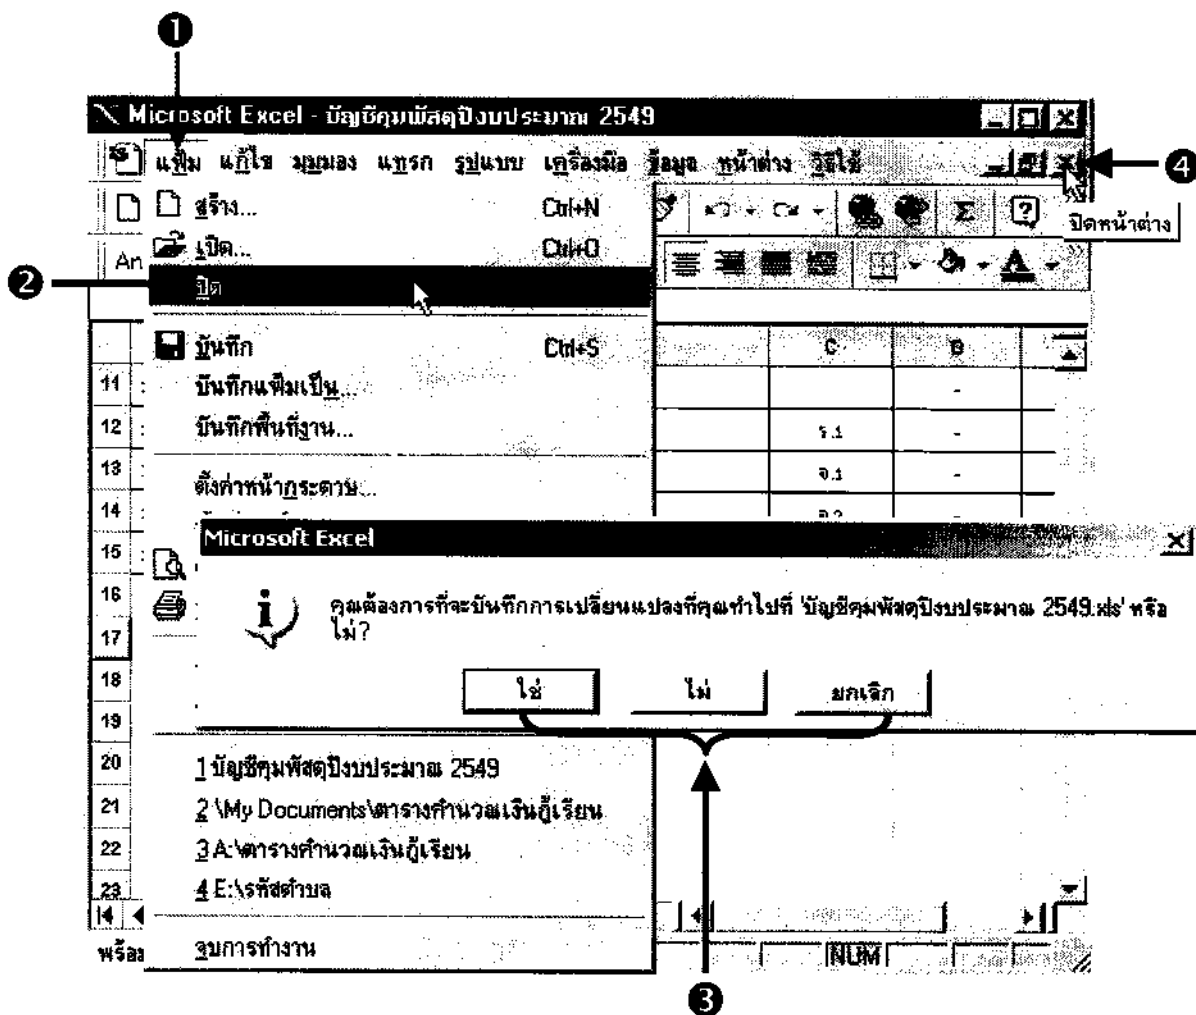 1
Microsoft Excel - บัญชีคุมพัสดุปีงบประมาณ 2549
แฟ้ม แก้ไข มุมมอง แทรก รูปแบบ เครื่องมือ ข้อมูล หน้าต่าง วิธีใช้
4
สร้าง... Ctrl+N
ปิดหน้าต่าง
An
เปิด... Ctrl+O
2
ปิด
บันทึก Ctrl+S
C
11 บันทึกแฟ้มเป็น... -
12 บันทึกพื้นที่งาน... ร.1 -
13 ตั้งค่าหน้ากระดาษ... จ.1 -
14
15 Microsoft Excel
16 คุณต้องการที่จะบันทึกการเปลี่ยนแปลงที่คุณทำไปที่ 'บัญชีคุมพัสดุปีงบประมาณ 2549.xls' หรือ
17 ไม่?
18 ใช่ ไม่ ยกเลิก
19
20 1 บัญชีคุมพัสดุปีงบประมาณ 2549
21 2 \My Documents\ตารางคำนวณเงินกู้เรียน
22 3 A:\ตารางคำนวณเงินกู้เรียน
23 4 E:\รหัสตำบล
พร้อม จบการทำงาน NUM
3